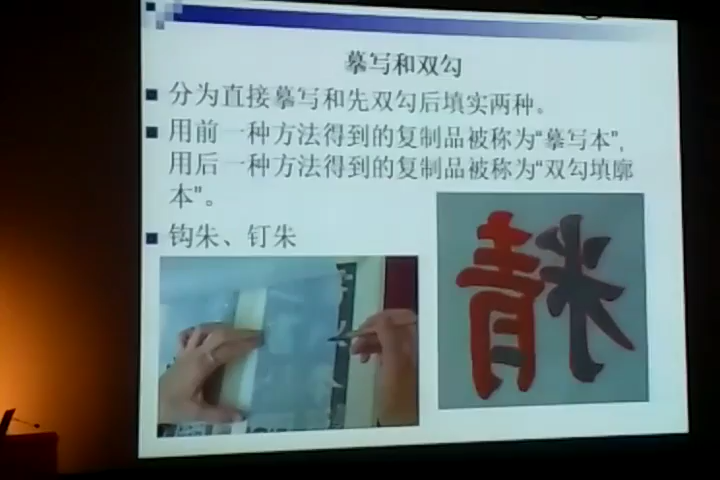 摹写和双勾
分为直接摹写和先双勾后填实两种。
用前一种方法得到的复制品被称为“摹写本”,
用后一种方法得到的复制品被称为“双勾填廓
本”。
钩朱、钉朱
精